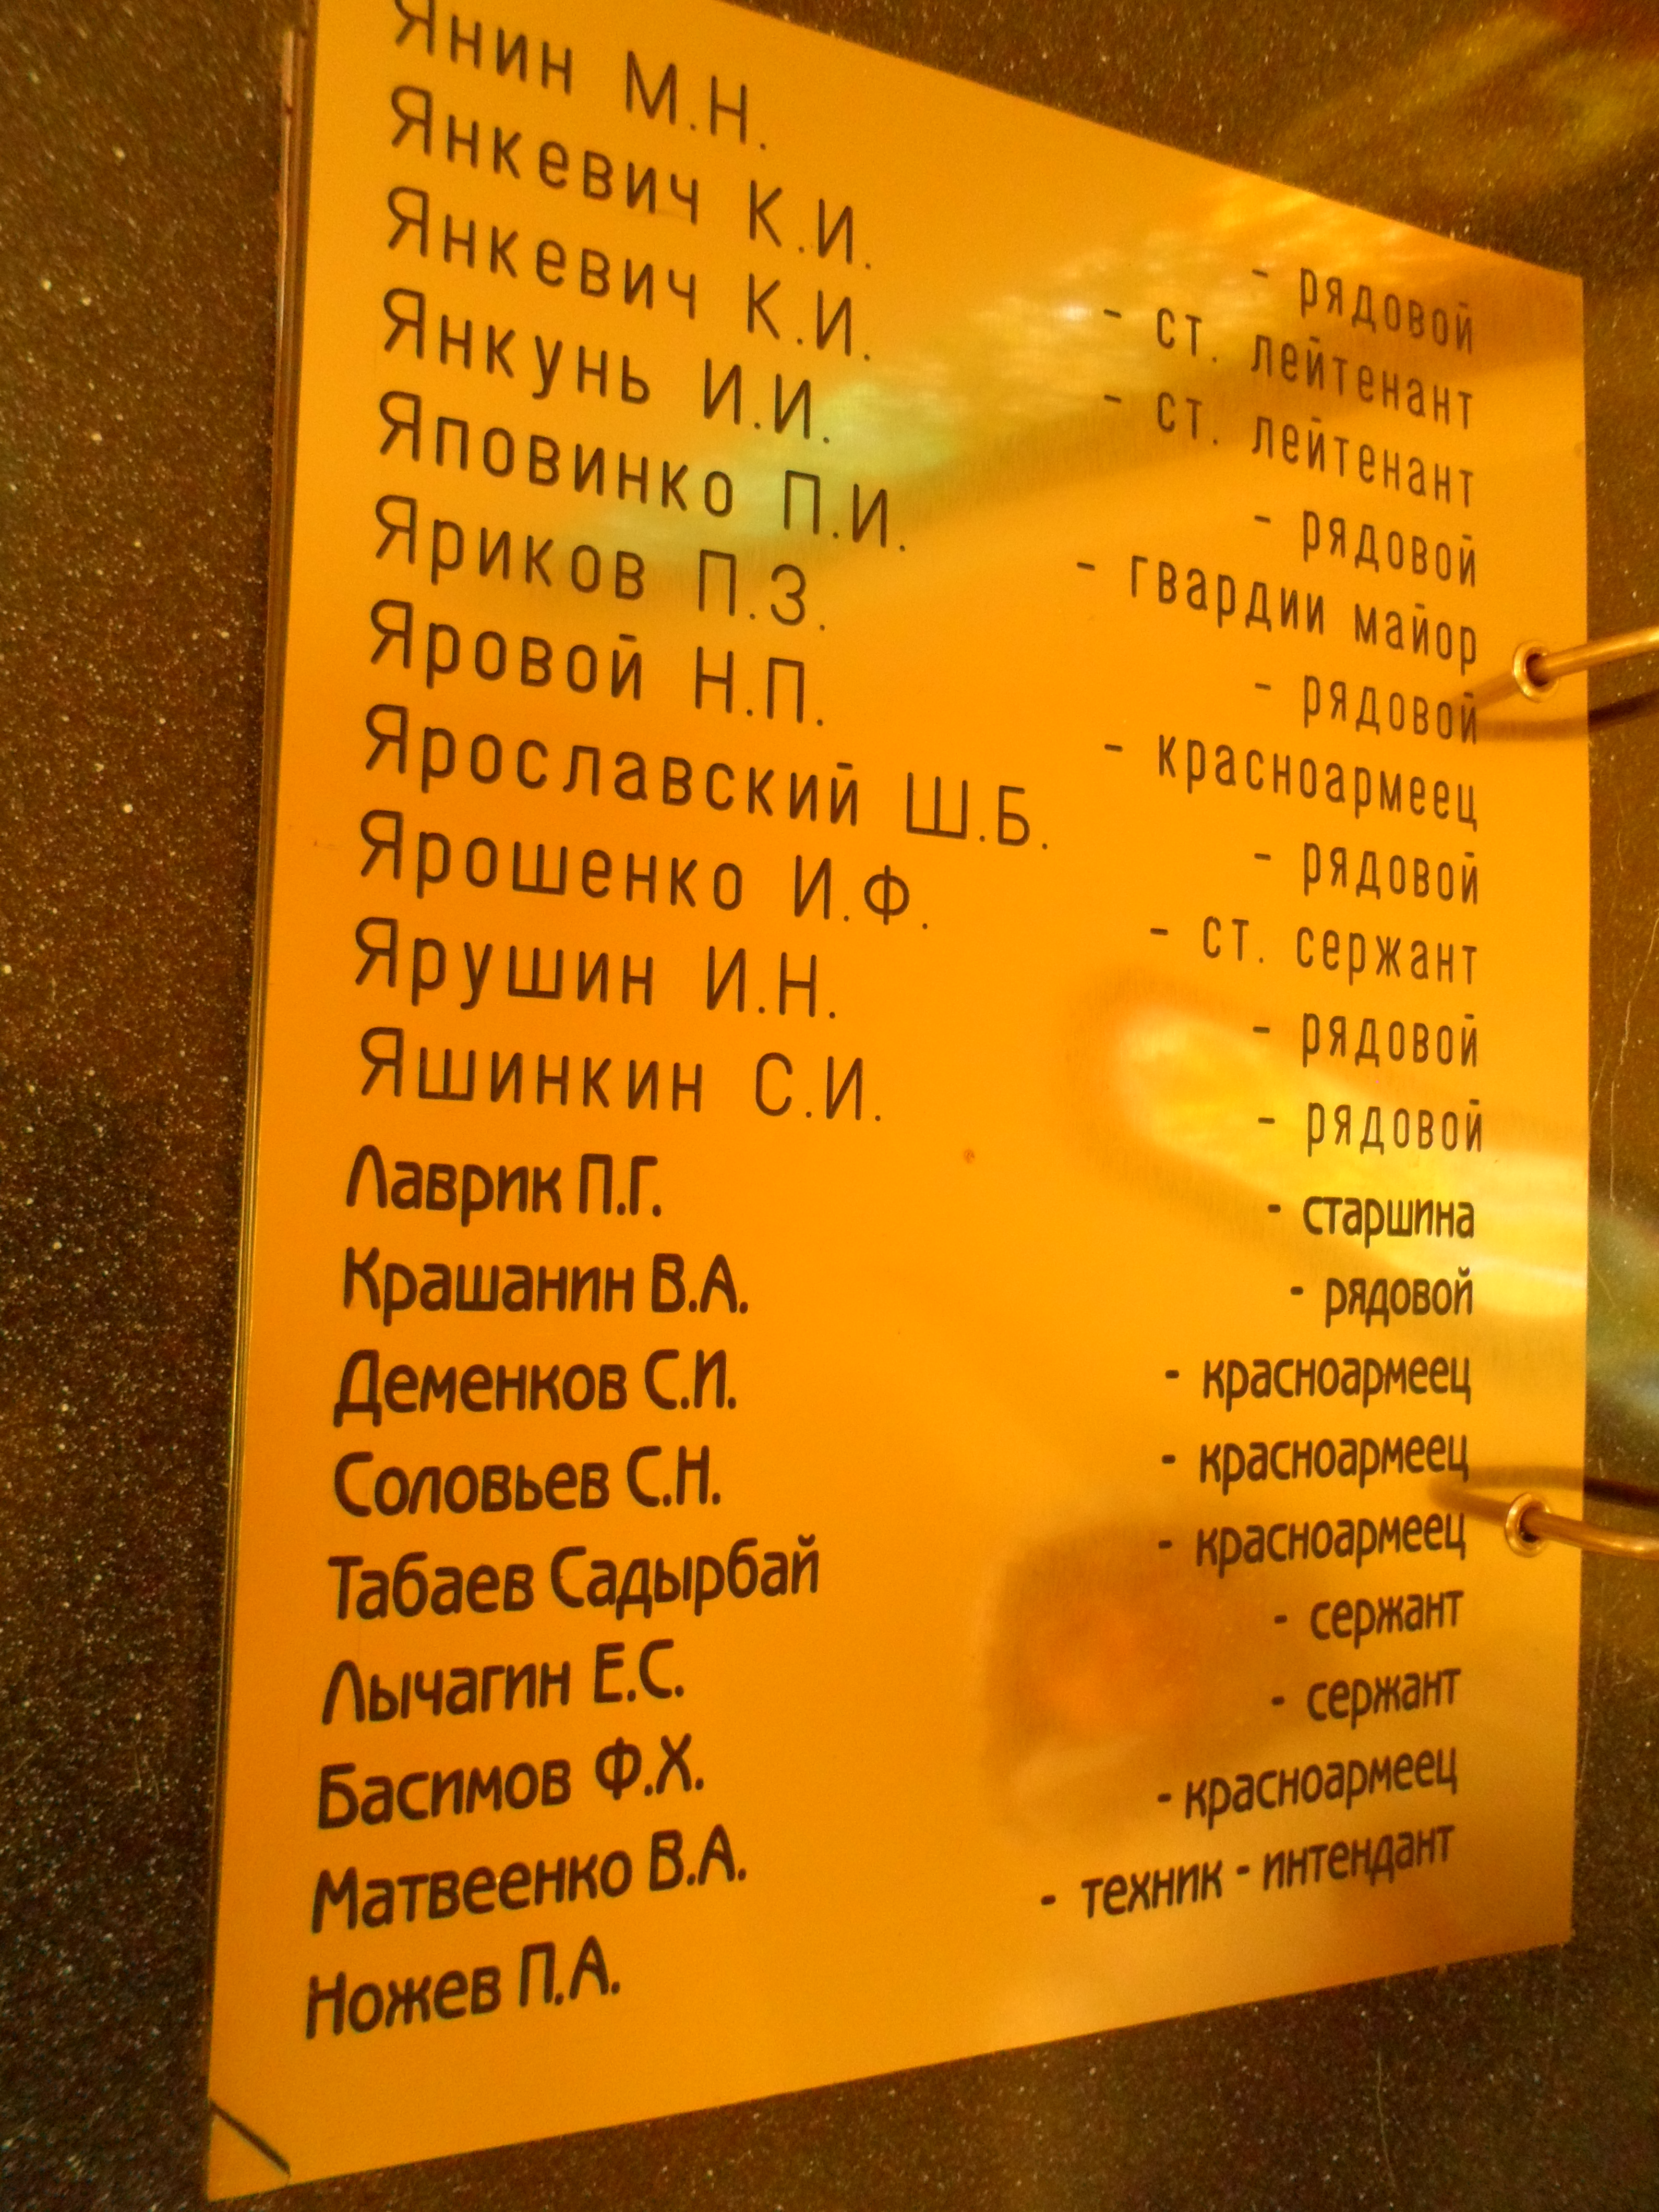 Янин М.Н. - рядовой
Янкевич К.И. - ст. лейтенант
Янкевич К.И. - ст. лейтенант
Янкунь И.И. - рядовой
Яповинко П.И. - гвардии майор
Яриков П.З. - рядовой
Яровой Н.П. - красноармеец
Ярославский Ш.Б. - рядовой
Ярошенко И.Ф. - ст. сержант
Ярушин И.Н. - рядовой
Яшинкин С.И. - рядовой
Лаврик П.Г. - старшина
Крашанин В.А. - рядовой
Деменков С.И. - красноармеец
Соловьев С.Н. - красноармеец
Табаев Садырбай - красноармеец
Лычагин Е.С. - сержант
Басимов Ф.Х. - сержант
Матвеенко В.А. - красноармеец
Ножев П.А. - техник - интендант